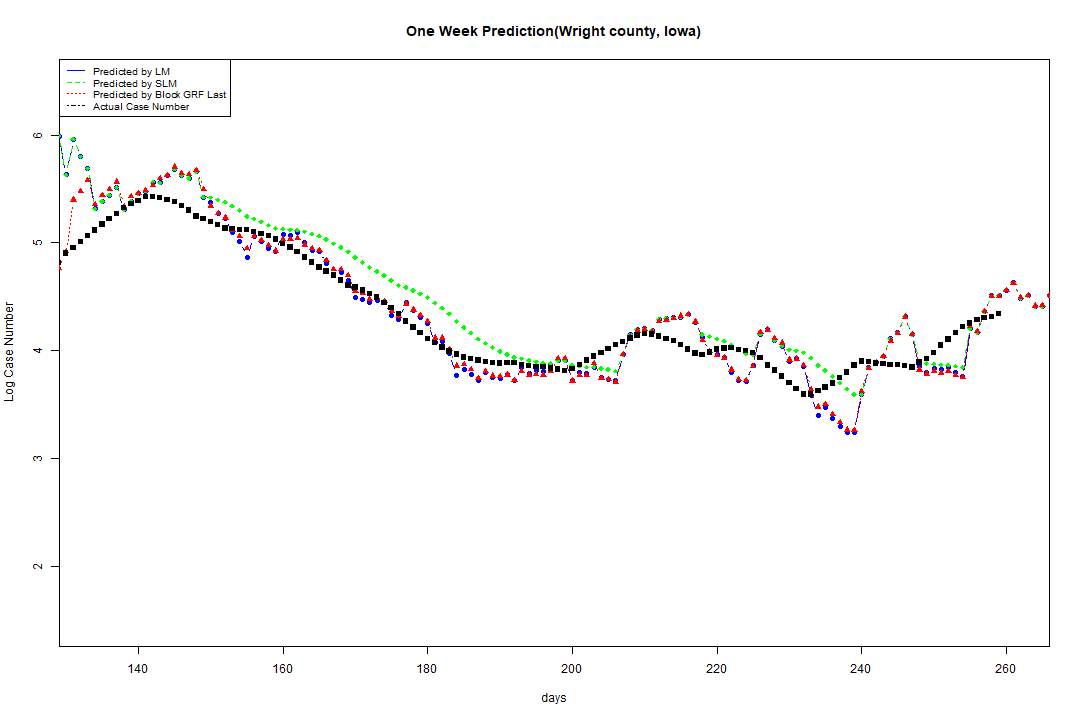 One Week Prediction(Wright county, Iowa)
Predicted by LM
Predicted by SLM
Predicted by Block GRF Last
Actual Case Number
6
5
4
3
2
Log Case Number
140 160 180 200 220 240 260
days